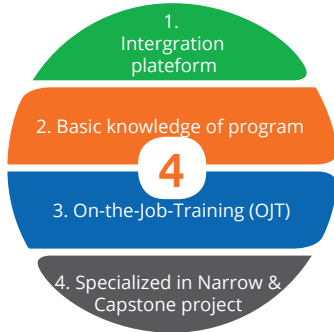 1.
Intergration
plateform
2. Basic knowledge of program
4
3. On-the-Job-Training (OJT)
4. Specialized in Narrow &
Capstone project